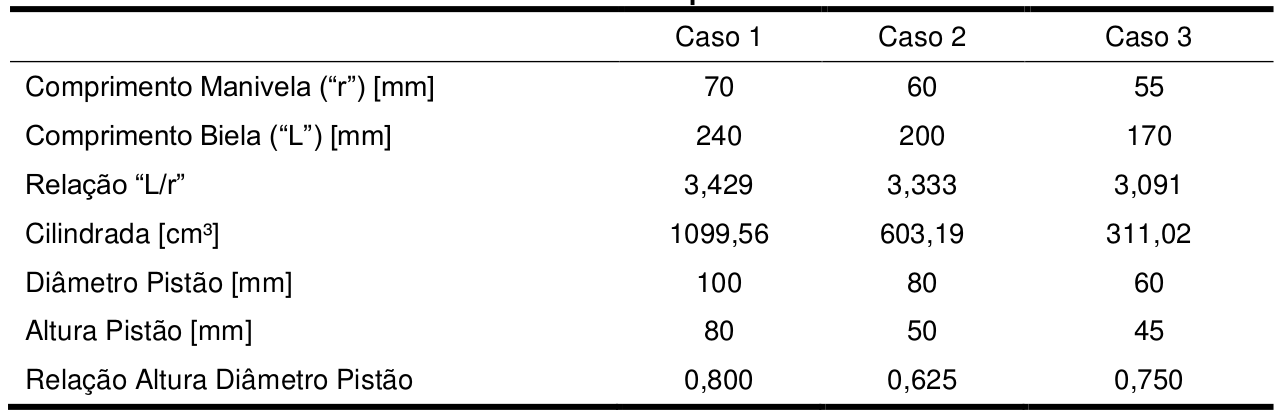 Caso 1 Caso 2 Caso 3
Comprimento Manivela (“r”) [mm] 70 60 55
Comprimento Biela (“L”) [mm] 240 200 170
Relação “L/r” 3,429 3,333 3,091
Cilindrada [cm³] 1099,56 603,19 311,02
Diâmetro Pistão [mm] 100 80 60
Altura Pistão [mm] 80 50 45
Relação Altura Diâmetro Pistão 0,800 0,625 0,750